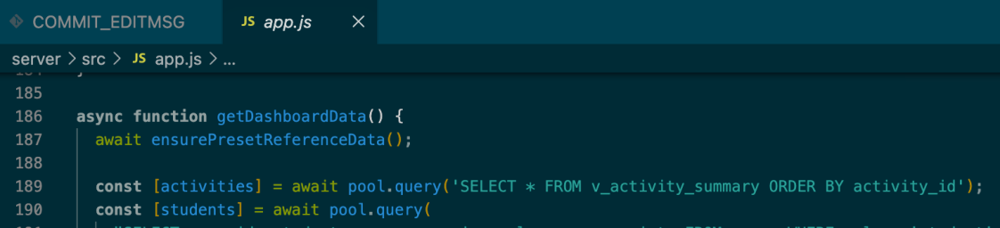 COMMIT_EDITMSG JS app.js ×
server > src > JS app.js > ...
185
186 async function getDashboardData() {
187 await ensurePresetReferenceData();
188
189 const [activities] = await pool.query('SELECT * FROM v_activity_summary ORDER BY activity_id');
190 const [students] = await pool.query(